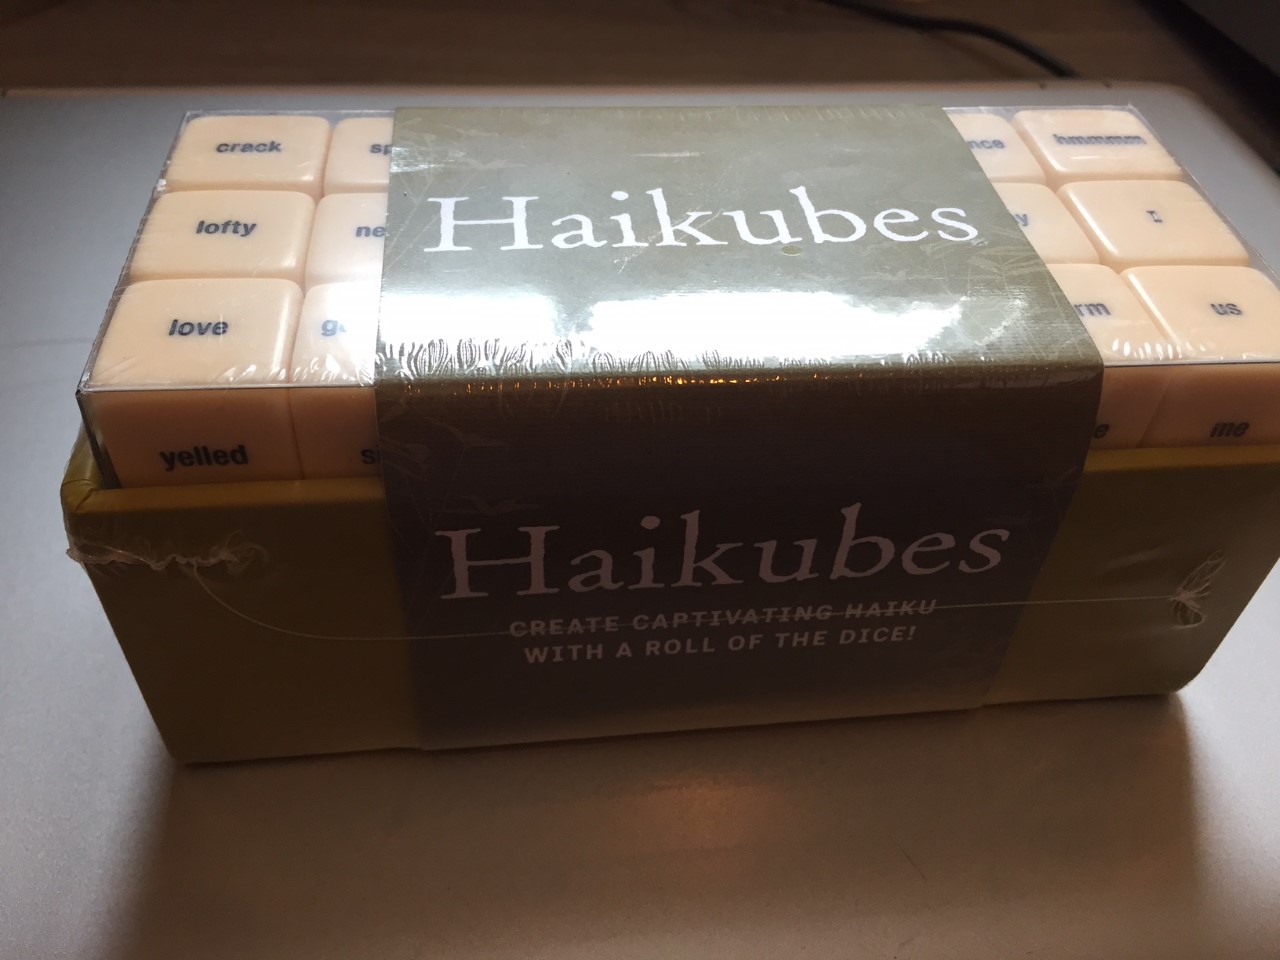 crack
hmmmm
lofty
I
love
us
Haikubes
yelled
me
Haikubes
CREATE CAPTIVATING HAIKU
WITH A ROLL OF THE DICE!